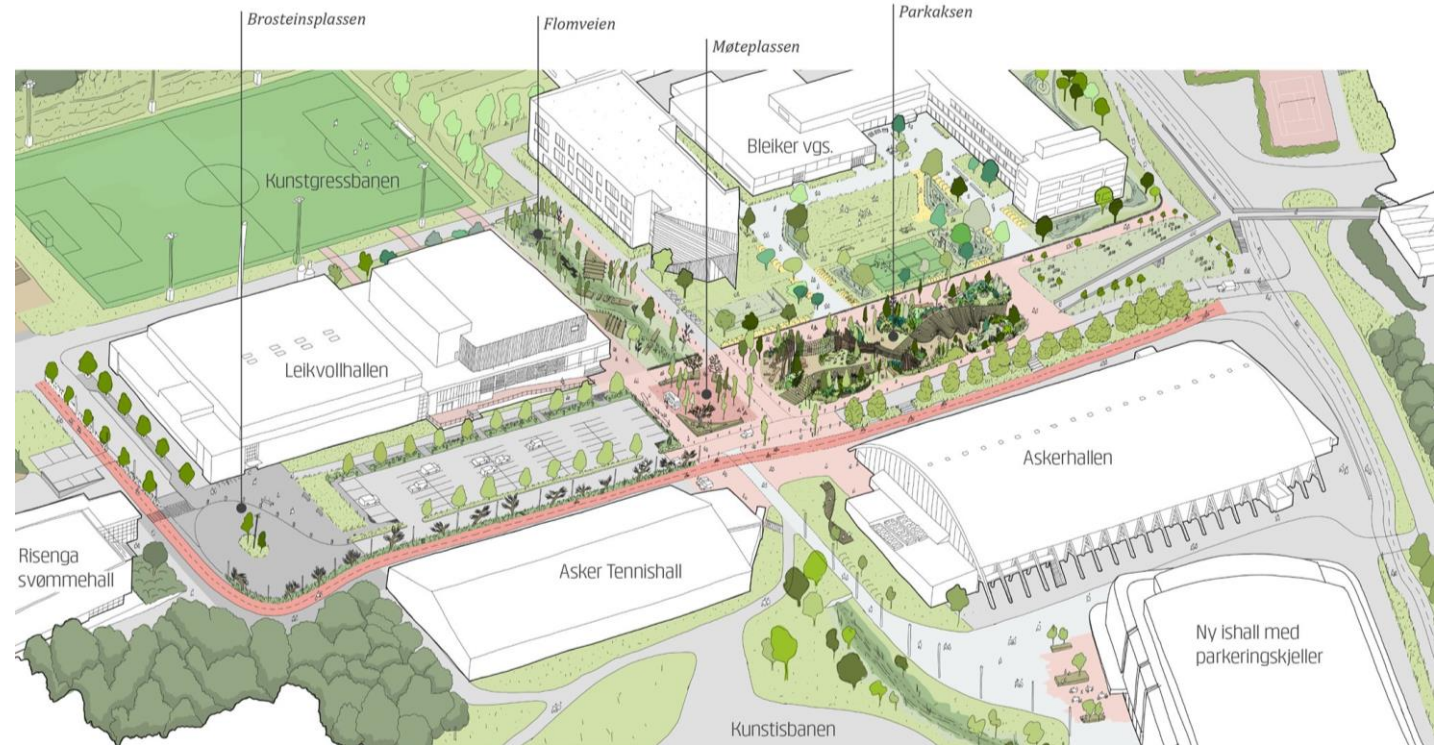 Brosteinsplassen
Flomveien
Møteplassen
Parkaksen
Kunstgressbanen
Bleiker vgs.
Leikvollhallen
Askerhallen
Risenga
svømmehall
Asker Tennishall
Ny ishall med
parkeringskjeller
Kunstisbanen